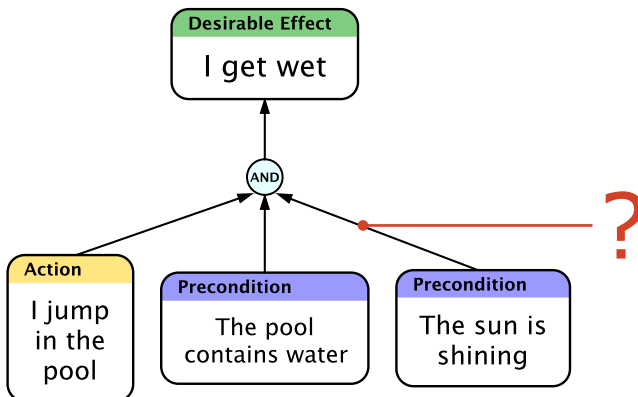 Desirable Effect
I get wet
AND
?
Action
I jump
in the
pool
Precondition
The pool
contains water
Precondition
The sun is
shining